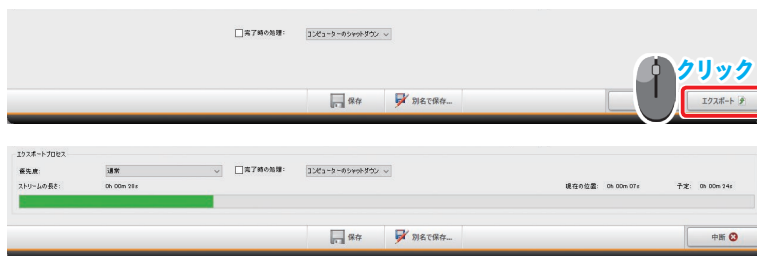 完了時の処理: コンピューターのシャットダウン
クリック
保存 別名で保存... エクスポート
エクスポートプロセス
優先度: 通常 完了時の処理: コンピューターのシャットダウン
ストリームの長さ: 0h 00m 28s 現在の位置: 0h 00m 07s 予定: 0h 00m 24s
保存 別名で保存... 中断